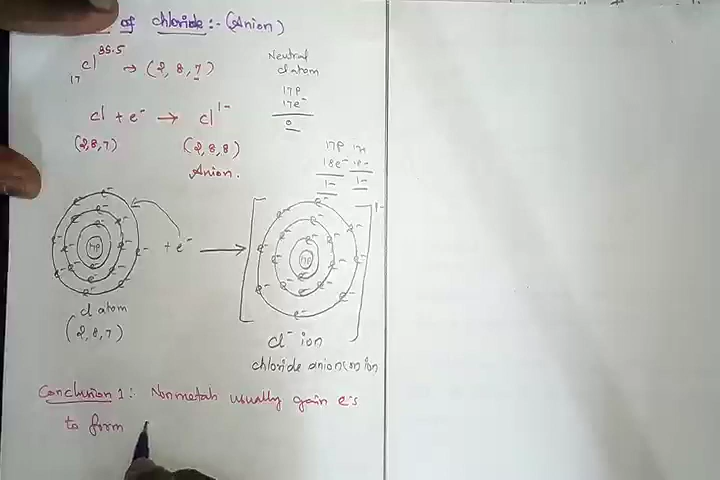 of chloride:- (Anion)
Cl 35.5 17 → (2, 8, 7)
Neutral
cl atom
17p
17e⁻
0
cl + e⁻ → cl¹⁻
(2,8,7) (2,8,8)
Anion.
17p
18e⁻
1-
1-
e⁻ e⁻ e⁻ e⁻ e⁻ e⁻ e⁻
17p
+ e⁻ →
17p
1-
cl atom
(2,8,7)
cl⁻ ion
chloride anion
Conclusion 1:- Nonmetals usually gain e⁻s
to form